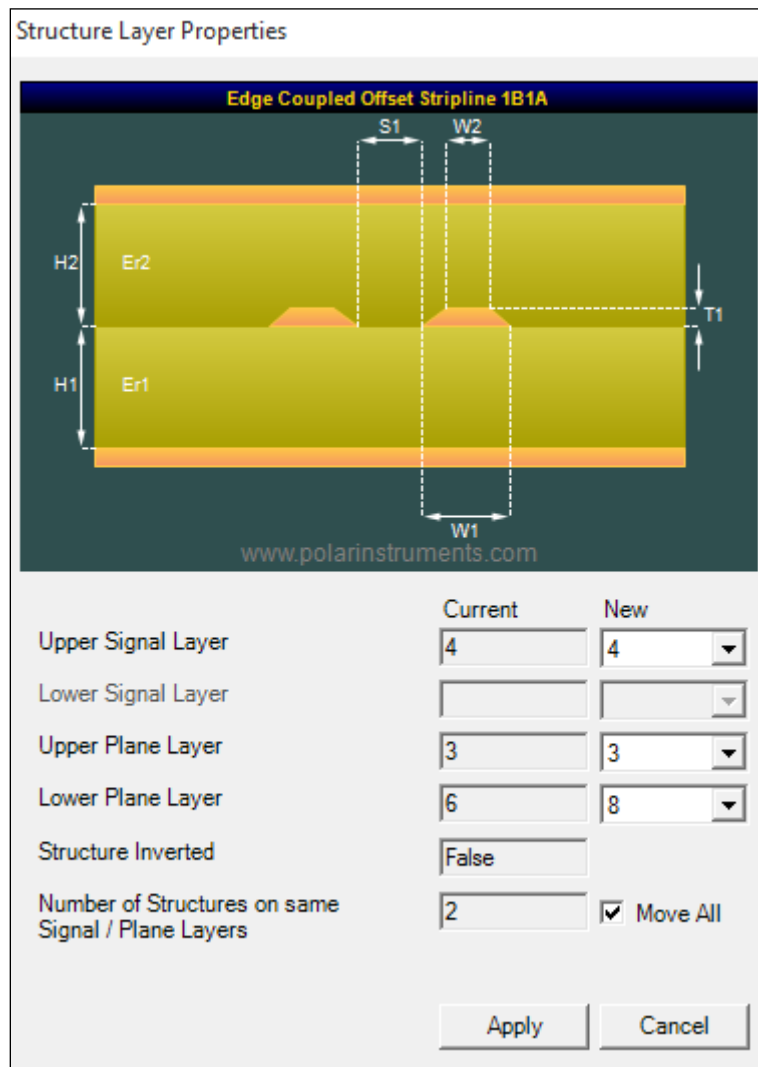 Structure Layer Properties
Edge Coupled Offset Stripline 1B1A
S1 W2
H2 Er2
T1
H1 Er1
W1
www.polarinstruments.com
Current New
Upper Signal Layer 4 4
Lower Signal Layer
Upper Plane Layer 3 3
Lower Plane Layer 6 8
Structure Inverted False
Number of Structures on same 2 Move All
Signal / Plane Layers
Apply Cancel